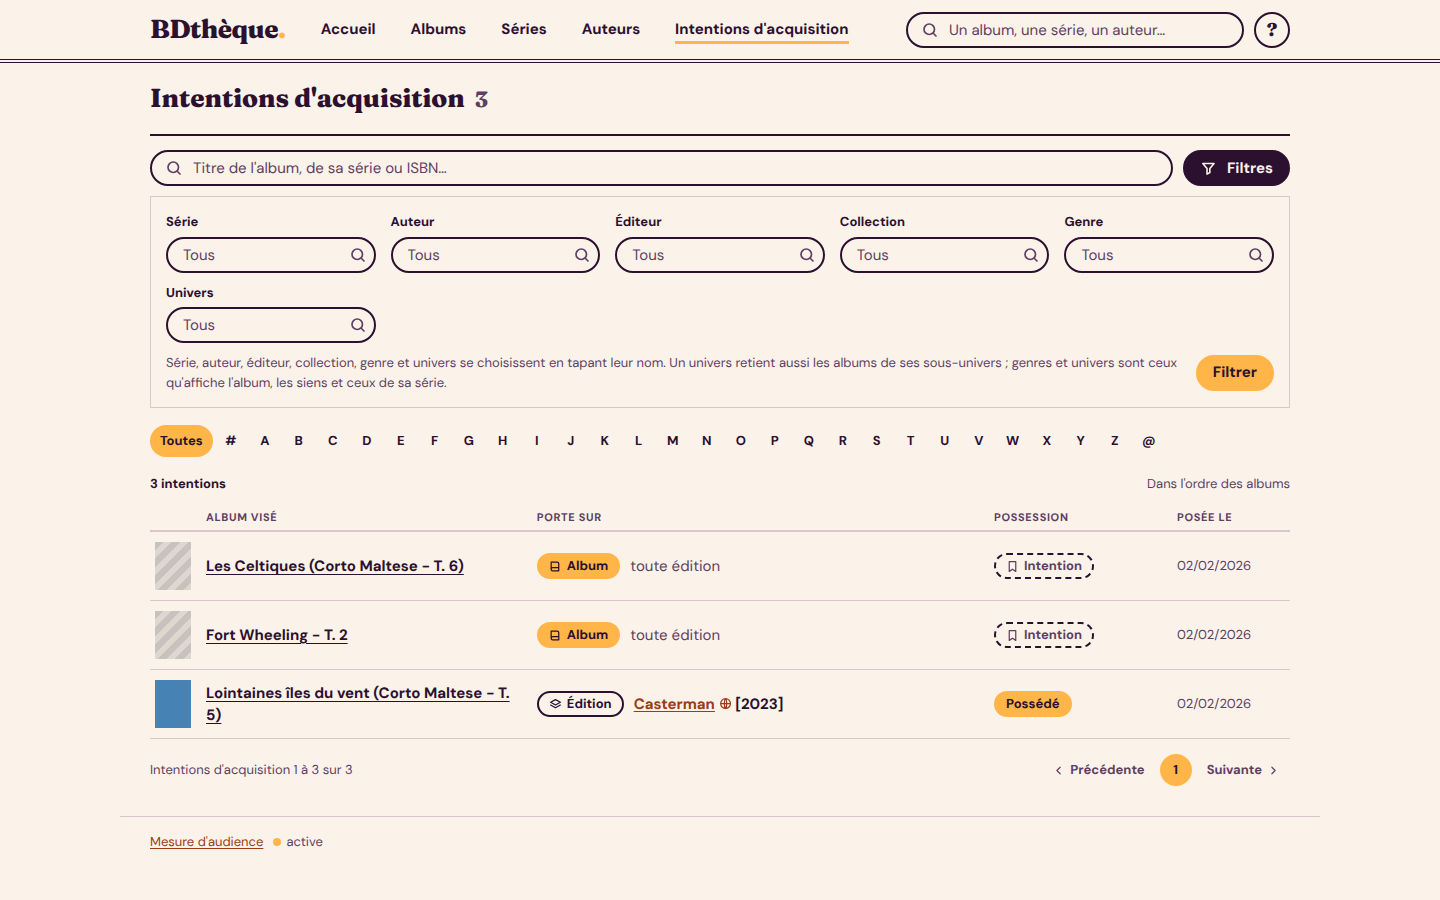 BDthèque.
Accueil
Albums
Séries
Auteurs
Intentions d'acquisition
Un album, une série, un auteur...
?
Intentions d'acquisition 3
Titre de l'album, de sa série ou ISBN...
Filtres
Série
Auteur
Éditeur
Collection
Genre
Tous
Tous
Tous
Tous
Tous
Univers
Tous
Série, auteur, éditeur, collection, genre et univers se choisissent en tapant leur nom. Un univers retient aussi les albums de ses sous-univers ; genres et univers sont ceux
qu'affiche l'album, les siens et ceux de sa série.
Filtrer
Toutes # A B C D E F G H I J K L M N O P Q R S T U V W X Y Z @
3 intentions
Dans l'ordre des albums
ALBUM VISÉ
PORTE SUR
POSSESSION
POSÉE LE
Les Celtiques (Corto Maltese - T. 6)
Album
toute édition
Intention
02/02/2026
Fort Wheeling - T. 2
Album
toute édition
Intention
02/02/2026
Lointaines îles du vent (Corto Maltese - T.
5)
Édition
Casterman [2023]
Possédé
02/02/2026
Intentions d'acquisition 1 à 3 sur 3
Précédente
1
Suivante
Mesure d'audience
active